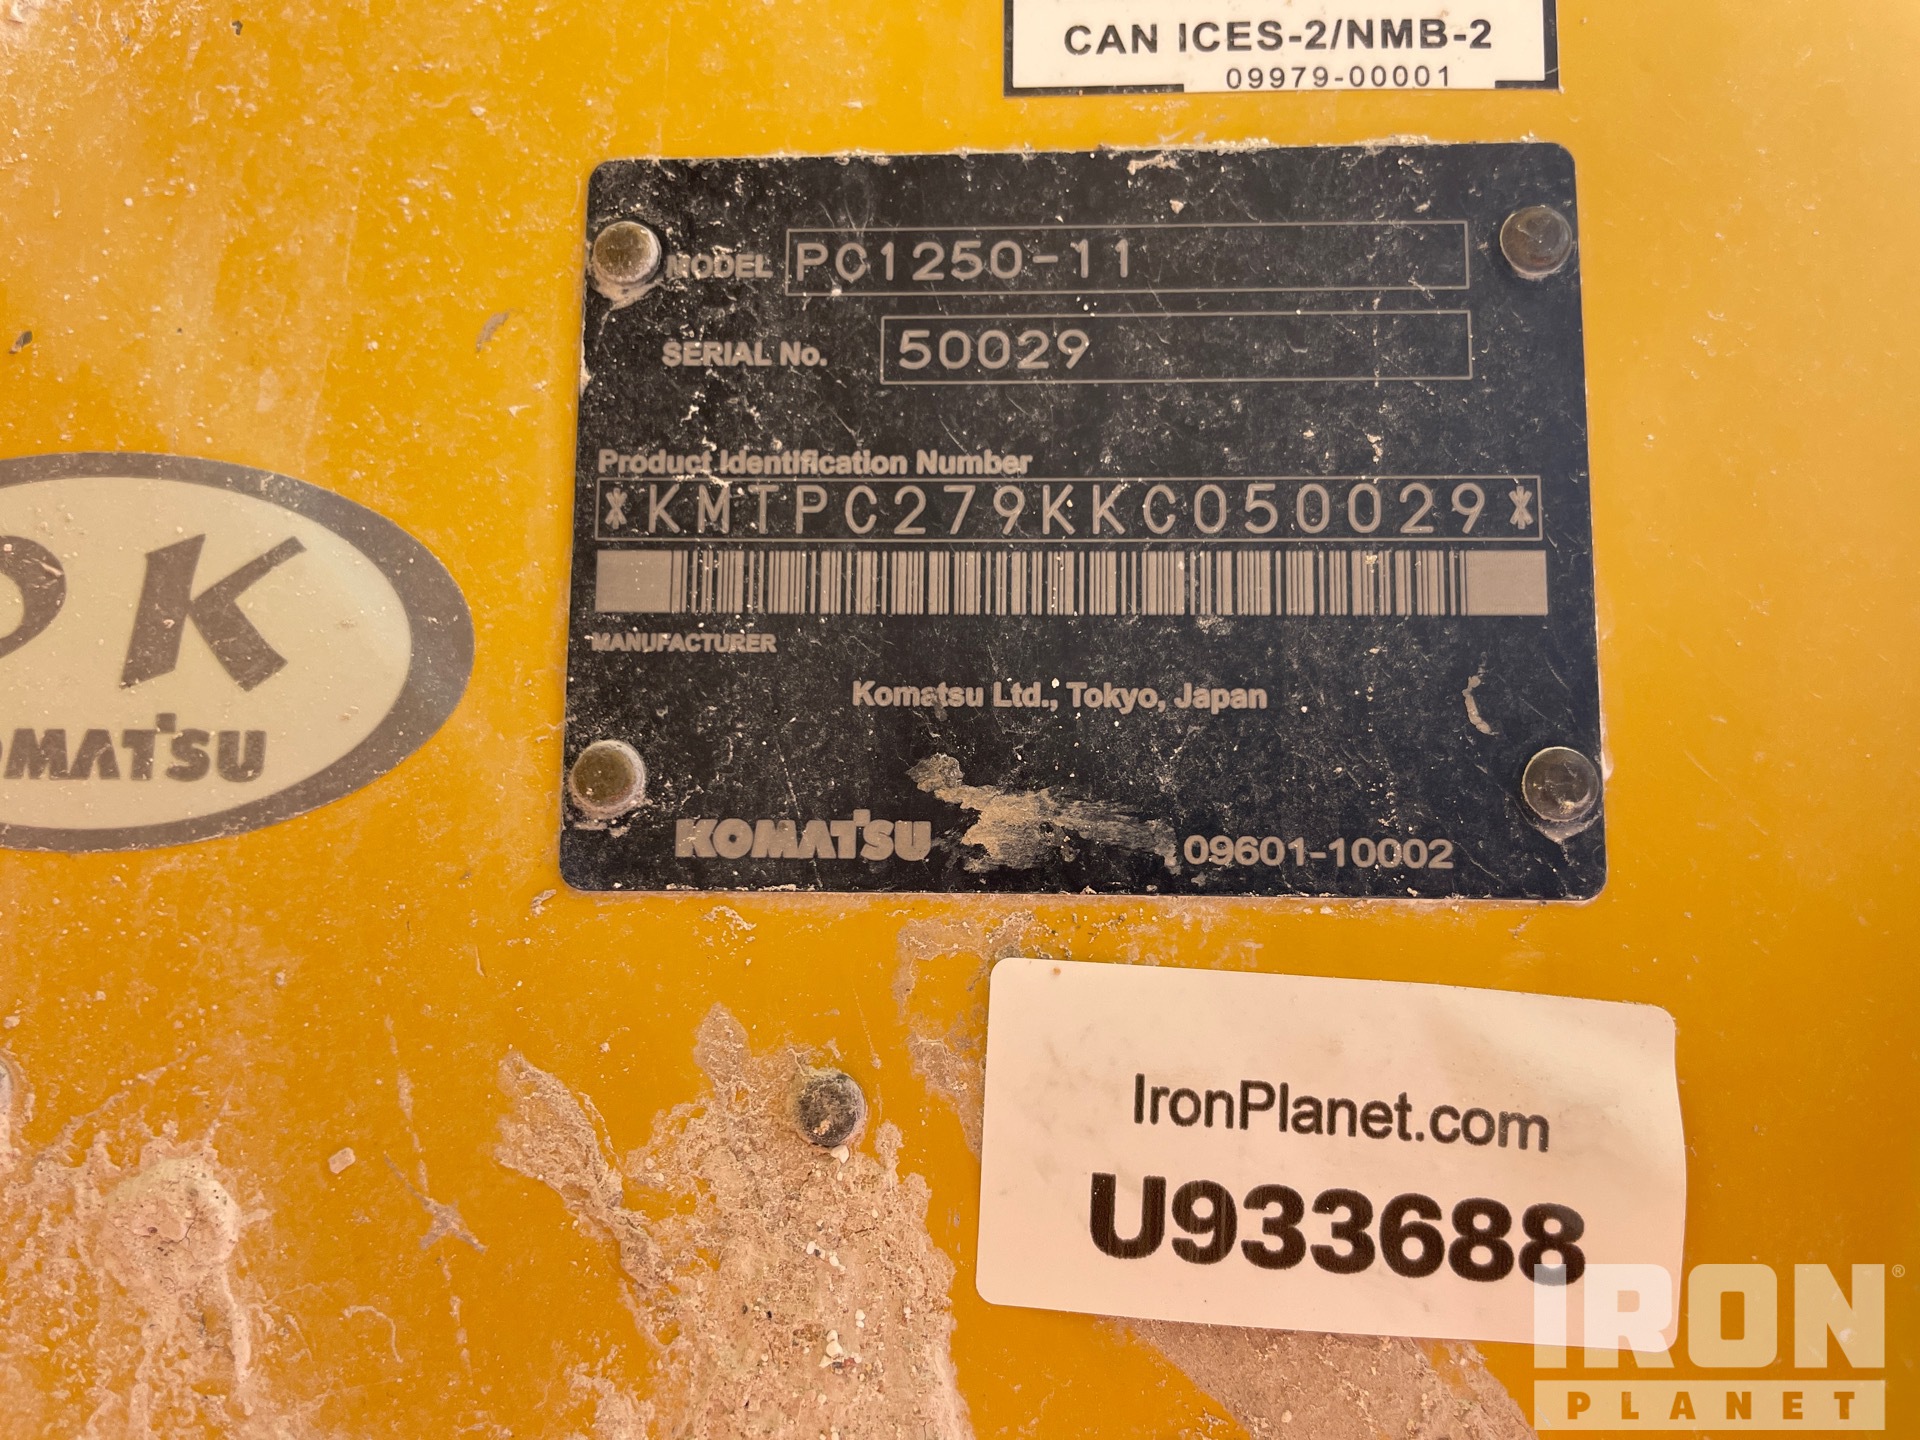 CAN ICES-2/NMB-2
09979-00001
MODEL PC1250-11
SERIAL No. 50029
Product Identification Number
*KMTPC279KKC050029*
MANUFACTURER
Komatsu Ltd., Tokyo, Japan
KOMATSU 09601-10002
K
OMATSU
IronPlanet.com
U933688
IRON®
PLANET